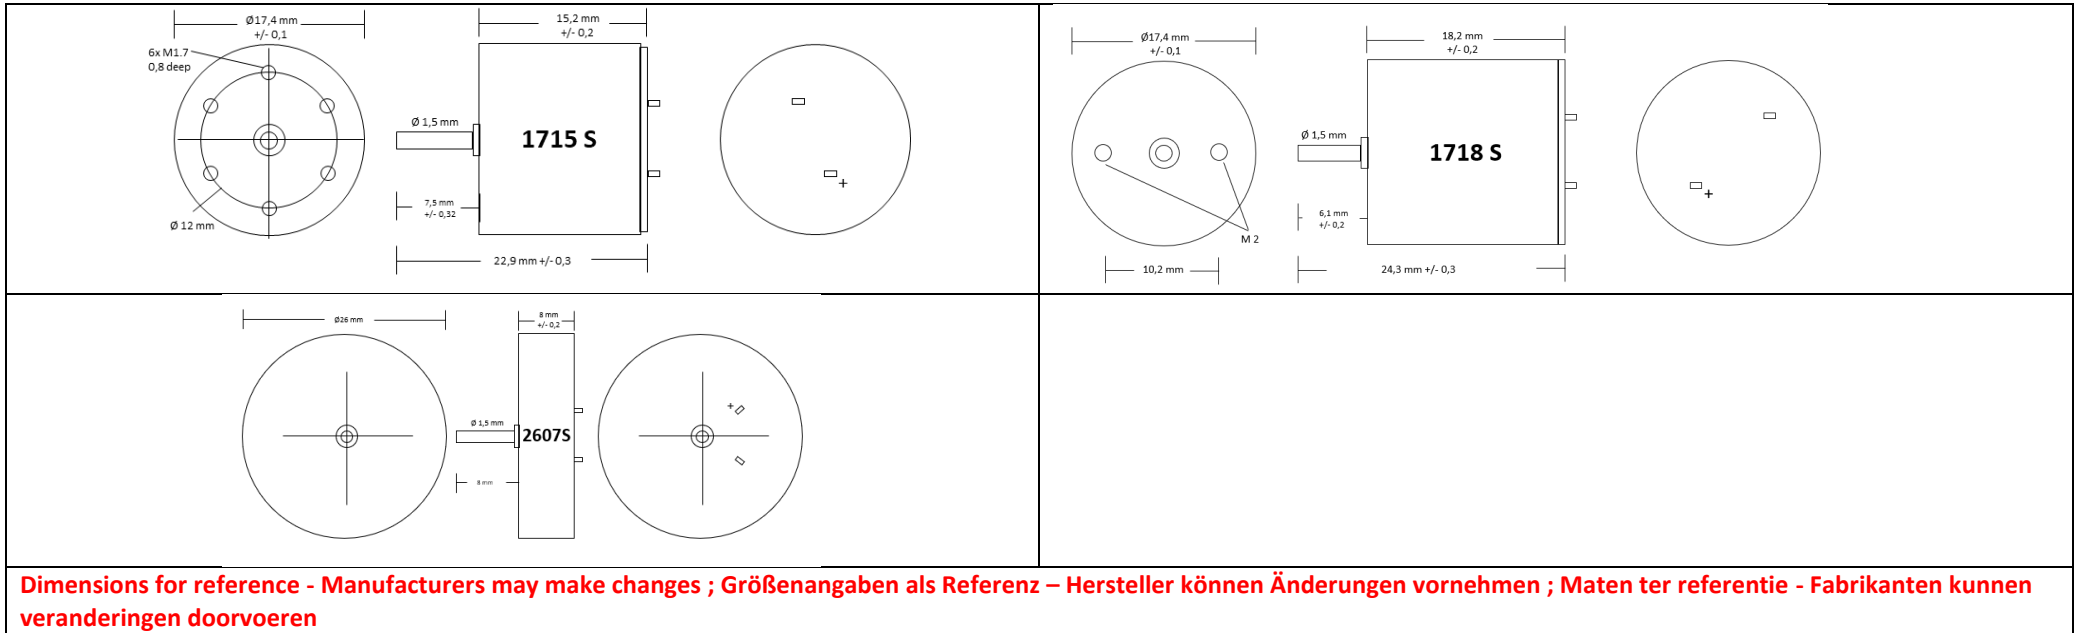 Ø17,4 mm
+/- 0,1
6x M1.7
0,8 deep
Ø 12 mm
15,2 mm
+/- 0,2
Ø 1,5 mm
1715 S
7,5 mm
+/- 0,32
22,9 mm +/- 0,3
+
Ø17,4 mm
+/- 0,1
M 2
10,2 mm
18,2 mm
+/- 0,2
Ø 1,5 mm
1718 S
6,1 mm
+/- 0,2
24,3 mm +/- 0,3
+
Ø26 mm
8 mm
+/- 0,2
Ø 1,5 mm
2607S
8 mm
+
Dimensions for reference - Manufacturers may make changes ; Größenangaben als Referenz – Hersteller können Änderungen vornehmen ; Maten ter referentie - Fabrikanten kunnen
veranderingen doorvoeren